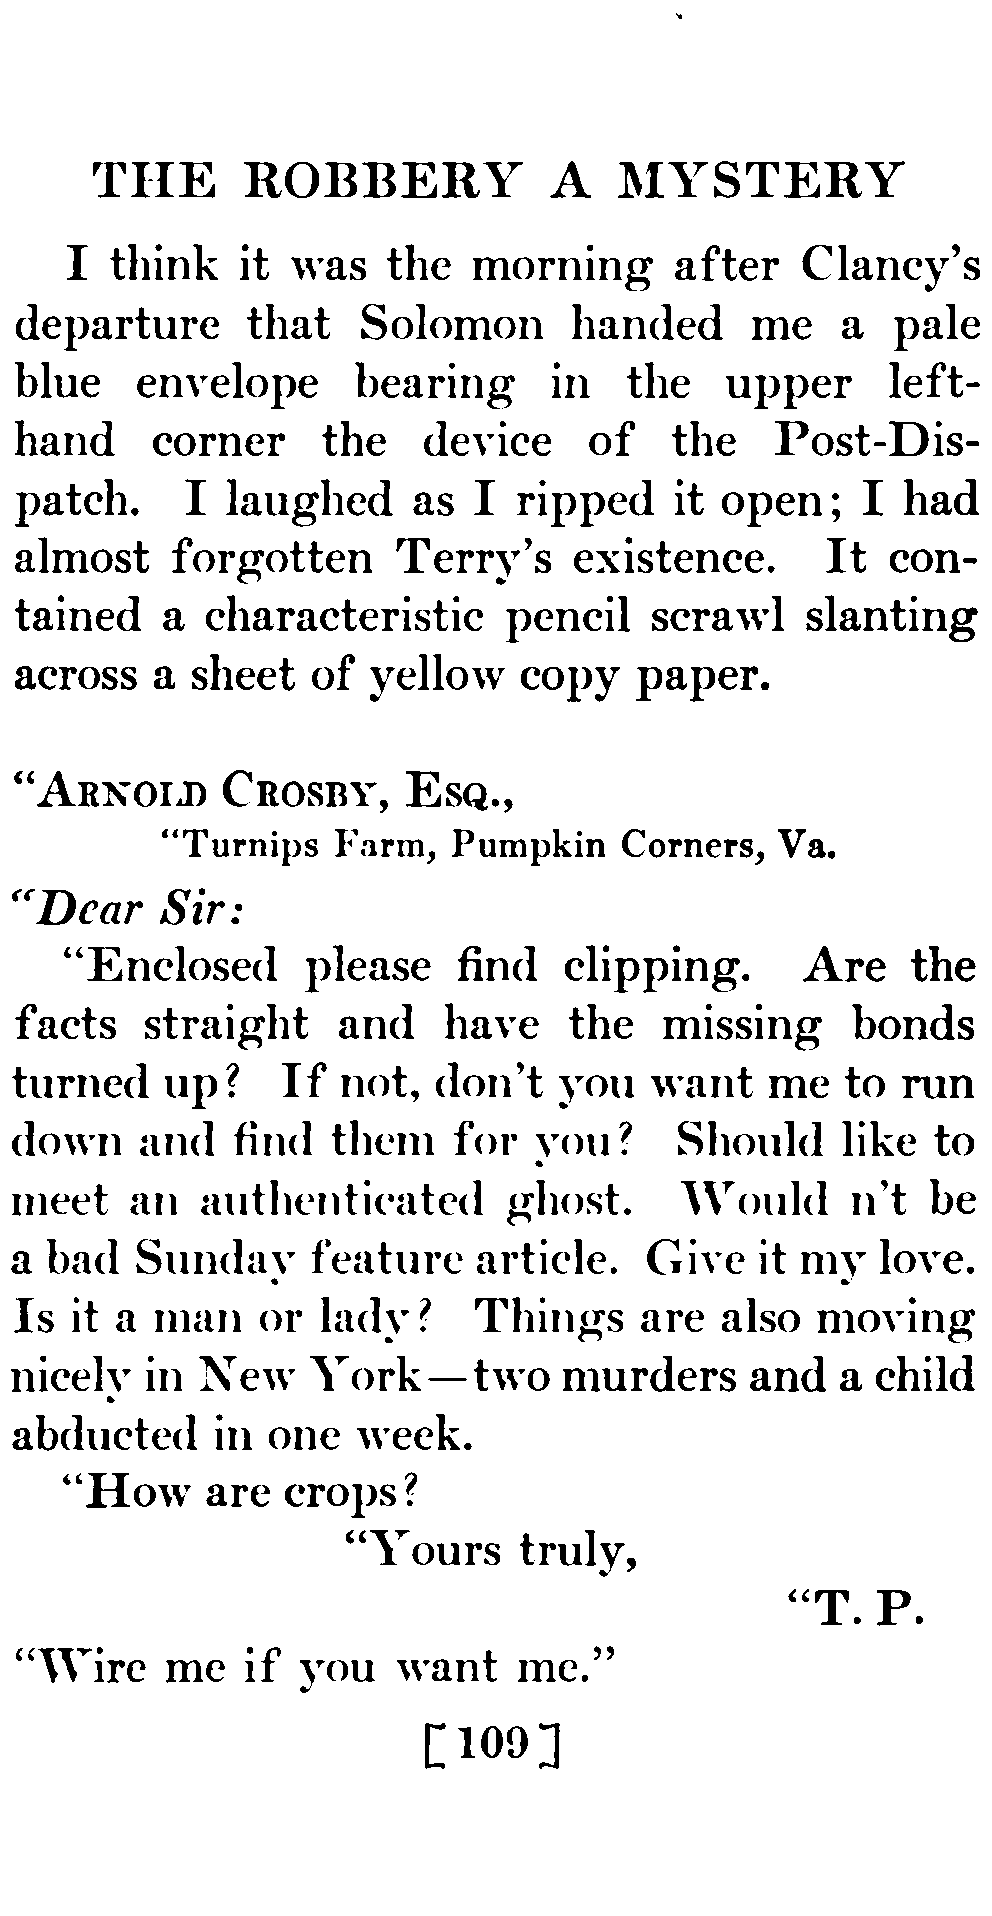 THE ROBBERY A MYSTERY
I think it was the morning after Clancy's
departure that Solomon handed me a pale
blue envelope bearing in the upper left-
hand corner the device of the Post-Dis-
patch. I laughed as I ripped it open; I had
almost forgotten Terry's existence. It con-
tained a characteristic pencil scrawl slanting
across a sheet of yellow copy paper.
"ARNOLD CROSBY, ESQ.,
"Turnips Farm, Pumpkin Corners, Va.
"Dear Sir:
"Enclosed please find clipping. Are the
facts straight and have the missing bonds
turned up? If not, don't you want me to run
down and find them for you? Should like to
meet an authenticated ghost. Would n't be
a bad Sunday feature article. Give it my love.
Is it a man or lady? Things are also moving
nicely in New York—two murders and a child
abducted in one week.
"How are crops?
"Yours truly,
"T. P.
"Wire me if you want me."
[109]